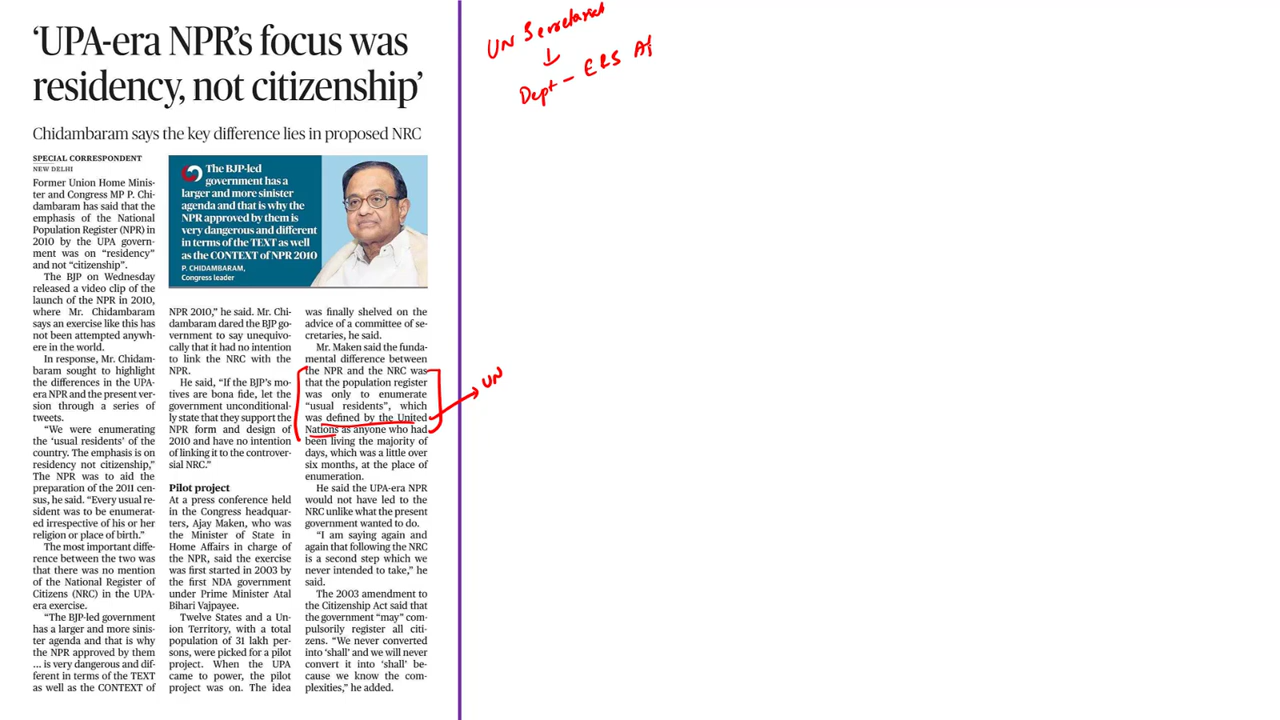 ‘UPA-era NPR’s focus was
residency, not citizenship’
Chidambaram says the key difference lies in proposed NRC
SPECIAL CORRESPONDENT
NEW DELHI
Former Union Home Minis-
ter and Congress MP P. Chi-
dambaram has said that the
emphasis of the National
Population Register (NPR) in
2010 by the UPA govern-
ment was on “residency”
and not “citizenship”.
The BJP on Wednesday
released a video clip of the
launch of the NPR in 2010,
where Mr. Chidambaram
says an exercise like this has
not been attempted anywh-
ere in the world.
In response, Mr. Chidam-
baram sought to highlight
the differences in the UPA-
era NPR and the present ver-
sion through a series of
tweets.
“We were enumerating
the ‘usual residents’ of the
country. The emphasis is on
residency not citizenship,”
The NPR was to aid the
preparation of the 2011 cen-
sus, he said. “Every usual re-
sident was to be enumerat-
ed irrespective of his or her
religion or place of birth.”
The most important diffe-
rence between the two was
that there was no mention
of the National Register of
Citizens (NRC) in the UPA-
era exercise.
“The BJP-led government
has a larger and more sinis-
ter agenda and that is why
the NPR approved by them
... is very dangerous and dif-
ferent in terms of the TEXT
as well as the CONTEXT of
The BJP-led
government has a
larger and more sinister
agenda and that is why the
NPR approved by them is
very dangerous and different
in terms of the TEXT as well
as the CONTEXT of NPR 2010
P. CHIDAMBARAM,
Congress leader
NPR 2010,” he said. Mr. Chi-
dambaram dared the BJP go-
vernment to say unequivo-
cally that it had no intention
to link the NRC with the
NPR.
He said, “If the BJP’s mo-
tives are bona fide, let the
government unconditional-
ly state that they support the
NPR form and design of
2010 and have no intention
of linking it to the controver-
sial NRC.”
Pilot project
At a press conference held
in the Congress headquar-
ters, Ajay Maken, who was
the Minister of State in
Home Affairs in charge of
the NPR, said the exercise
was first started in 2003 by
the first NDA government
under Prime Minister Atal
Bihari Vajpayee.
Twelve States and a Un-
ion Territory, with a total
population of 31 lakh per-
sons, were picked for a pilot
project. When the UPA
came to power, the pilot
project was on. The idea
was finally shelved on the
advice of a committee of se-
cretaries, he said.
Mr. Maken said the funda-
mental difference between
the NPR and the NRC was
that the population register
was only to enumerate
“usual residents”, which
was defined by the United
Nations as anyone who had
been living the majority of
days, which was a little over
six months, at the place of
enumeration.
He said the UPA-era NPR
would not have led to the
NRC unlike what the present
government wanted to do.
“I am saying again and
again that following the NRC
is a second step which we
never intended to take,” he
said.
The 2003 amendment to
the Citizenship Act said that
the government “may” com-
pulsorily register all citi-
zens. “We never converted
into ‘shall’ and we will never
convert it into ‘shall’ be-
cause we know the com-
plexities,” he added.
UN
UN Secretariat
Dept - E&S Af